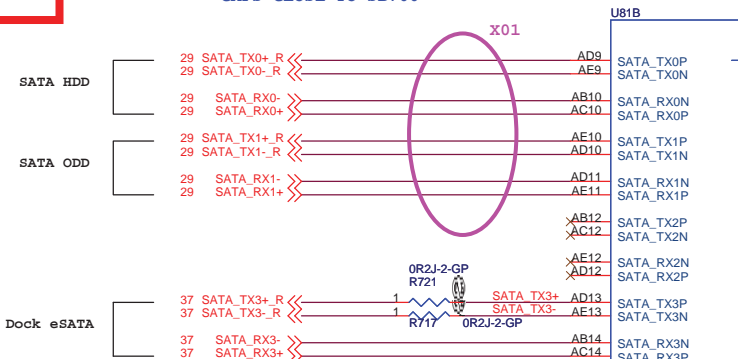 U81B
X01
29 SATA_TX0+_R AD9 SATA_TX0P
29 SATA_TX0-_R AE9 SATA_TX0N
SATA HDD
29 SATA_RX0- AB10 SATA_RX0N
29 SATA_RX0+ AC10 SATA_RX0P
29 SATA_TX1+_R AE10 SATA_TX1P
29 SATA_TX1-_R AD10 SATA_TX1N
SATA ODD
29 SATA_RX1- AD11 SATA_RX1N
29 SATA_RX1+ AE11 SATA_RX1P
AB12 SATA_TX2P
AC12 SATA_TX2N
AE12 SATA_RX2N
AD12 SATA_RX2P
0R2J-2-GP
R721
37 SATA_TX3+_R 1 SATA_TX3+ AD13 SATA_TX3P
37 SATA_TX3-_R 1 SATA_TX3- AE13 SATA_TX3N
R717 0R2J-2-GP
Dock eSATA
37 SATA_RX3- AB14 SATA_RX3N
37 SATA_RX3+ AC14 SATA_RX3P